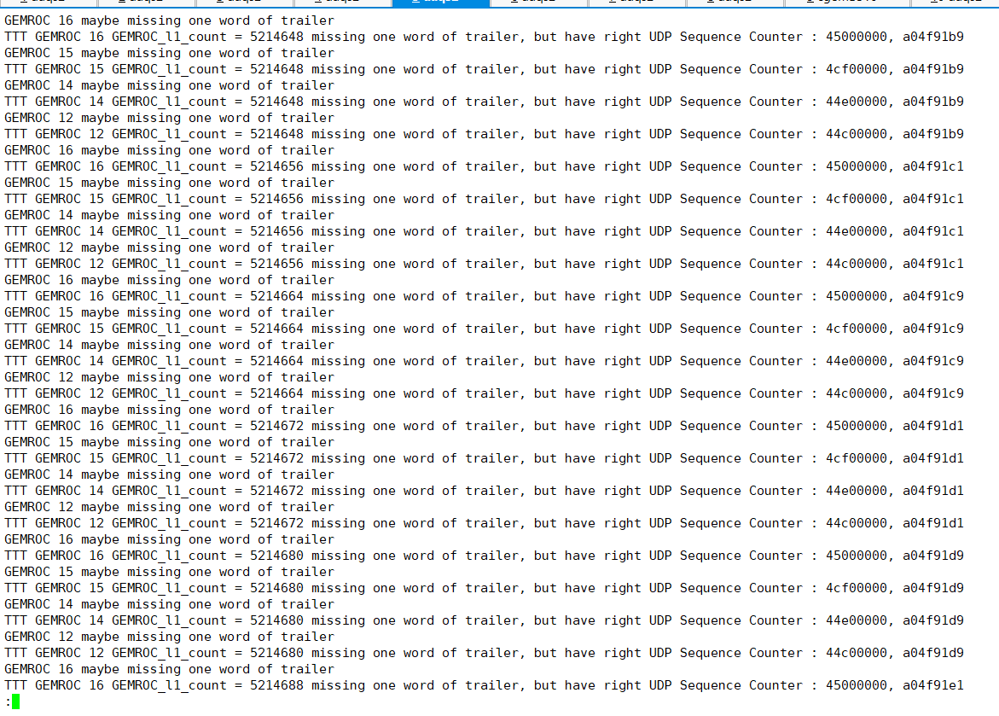 GEMROC 16 maybe missing one word of trailer
TTT GEMROC 16 GEMROC_l1_count = 5214648 missing one word of trailer, but have right UDP Sequence Counter : 45000000, a04f91b9
GEMROC 15 maybe missing one word of trailer
TTT GEMROC 15 GEMROC_l1_count = 5214648 missing one word of trailer, but have right UDP Sequence Counter : 4cf00000, a04f91b9
GEMROC 14 maybe missing one word of trailer
TTT GEMROC 14 GEMROC_l1_count = 5214648 missing one word of trailer, but have right UDP Sequence Counter : 44e00000, a04f91b9
GEMROC 12 maybe missing one word of trailer
TTT GEMROC 12 GEMROC_l1_count = 5214648 missing one word of trailer, but have right UDP Sequence Counter : 44c00000, a04f91b9
GEMROC 16 maybe missing one word of trailer
TTT GEMROC 16 GEMROC_l1_count = 5214656 missing one word of trailer, but have right UDP Sequence Counter : 45000000, a04f91c1
GEMROC 15 maybe missing one word of trailer
TTT GEMROC 15 GEMROC_l1_count = 5214656 missing one word of trailer, but have right UDP Sequence Counter : 4cf00000, a04f91c1
GEMROC 14 maybe missing one word of trailer
TTT GEMROC 14 GEMROC_l1_count = 5214656 missing one word of trailer, but have right UDP Sequence Counter : 44e00000, a04f91c1
GEMROC 12 maybe missing one word of trailer
TTT GEMROC 12 GEMROC_l1_count = 5214656 missing one word of trailer, but have right UDP Sequence Counter : 44c00000, a04f91c1
GEMROC 16 maybe missing one word of trailer
TTT GEMROC 16 GEMROC_l1_count = 5214664 missing one word of trailer, but have right UDP Sequence Counter : 45000000, a04f91c9
GEMROC 15 maybe missing one word of trailer
TTT GEMROC 15 GEMROC_l1_count = 5214664 missing one word of trailer, but have right UDP Sequence Counter : 4cf00000, a04f91c9
GEMROC 14 maybe missing one word of trailer
TTT GEMROC 14 GEMROC_l1_count = 5214664 missing one word of trailer, but have right UDP Sequence Counter : 44e00000, a04f91c9
GEMROC 12 maybe missing one word of trailer
TTT GEMROC 12 GEMROC_l1_count = 5214664 missing one word of trailer, but have right UDP Sequence Counter : 44c00000, a04f91c9
GEMROC 16 maybe missing one word of trailer
TTT GEMROC 16 GEMROC_l1_count = 5214672 missing one word of trailer, but have right UDP Sequence Counter : 45000000, a04f91d1
GEMROC 15 maybe missing one word of trailer
TTT GEMROC 15 GEMROC_l1_count = 5214672 missing one word of trailer, but have right UDP Sequence Counter : 4cf00000, a04f91d1
GEMROC 14 maybe missing one word of trailer
TTT GEMROC 14 GEMROC_l1_count = 5214672 missing one word of trailer, but have right UDP Sequence Counter : 44e00000, a04f91d1
GEMROC 12 maybe missing one word of trailer
TTT GEMROC 12 GEMROC_l1_count = 5214672 missing one word of trailer, but have right UDP Sequence Counter : 44c00000, a04f91d1
GEMROC 16 maybe missing one word of trailer
TTT GEMROC 16 GEMROC_l1_count = 5214680 missing one word of trailer, but have right UDP Sequence Counter : 45000000, a04f91d9
GEMROC 15 maybe missing one word of trailer
TTT GEMROC 15 GEMROC_l1_count = 5214680 missing one word of trailer, but have right UDP Sequence Counter : 4cf00000, a04f91d9
GEMROC 14 maybe missing one word of trailer
TTT GEMROC 14 GEMROC_l1_count = 5214680 missing one word of trailer, but have right UDP Sequence Counter : 44e00000, a04f91d9
GEMROC 12 maybe missing one word of trailer
TTT GEMROC 12 GEMROC_l1_count = 5214680 missing one word of trailer, but have right UDP Sequence Counter : 44c00000, a04f91d9
GEMROC 16 maybe missing one word of trailer
TTT GEMROC 16 GEMROC_l1_count = 5214688 missing one word of trailer, but have right UDP Sequence Counter : 45000000, a04f91e1
: